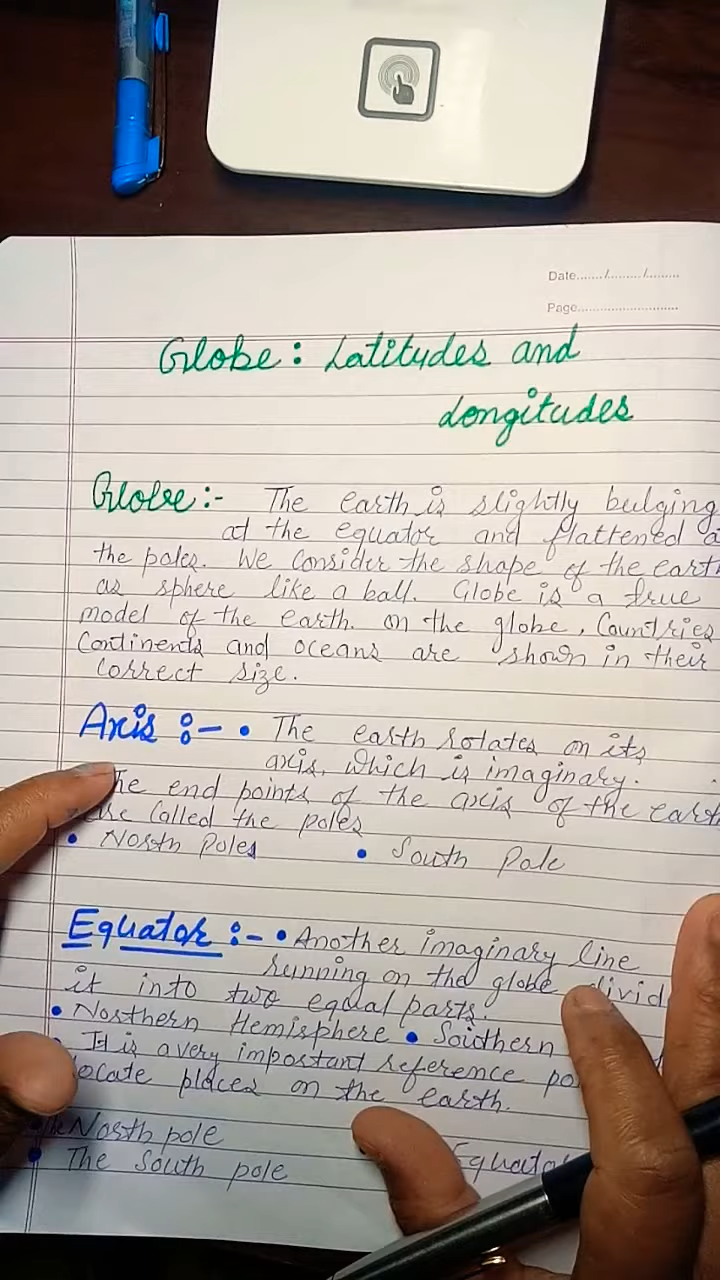 Date......./........./.........
Page...........................
Globe: Latitudes and
Longitudes
Globe:- The earth is slightly bulging
at the equator and flattened a
the poles. We consider the shape of the eart
as sphere like a ball. Globe is a true
model of the earth. on the globe, Countries
Continents and oceans are shown in their
correct size.
Axis :- • The earth rotates on its
axis, which is imaginary.
The end points of the axis of the eart
are called the poles
• North Poles • South Pole
Equator :- • Another imaginary line
running on the globe divid
it into two equal parts.
• Northern Hemisphere • Southern
It is a very important reference po
locate places on the earth.
North pole
• The South pole Equator